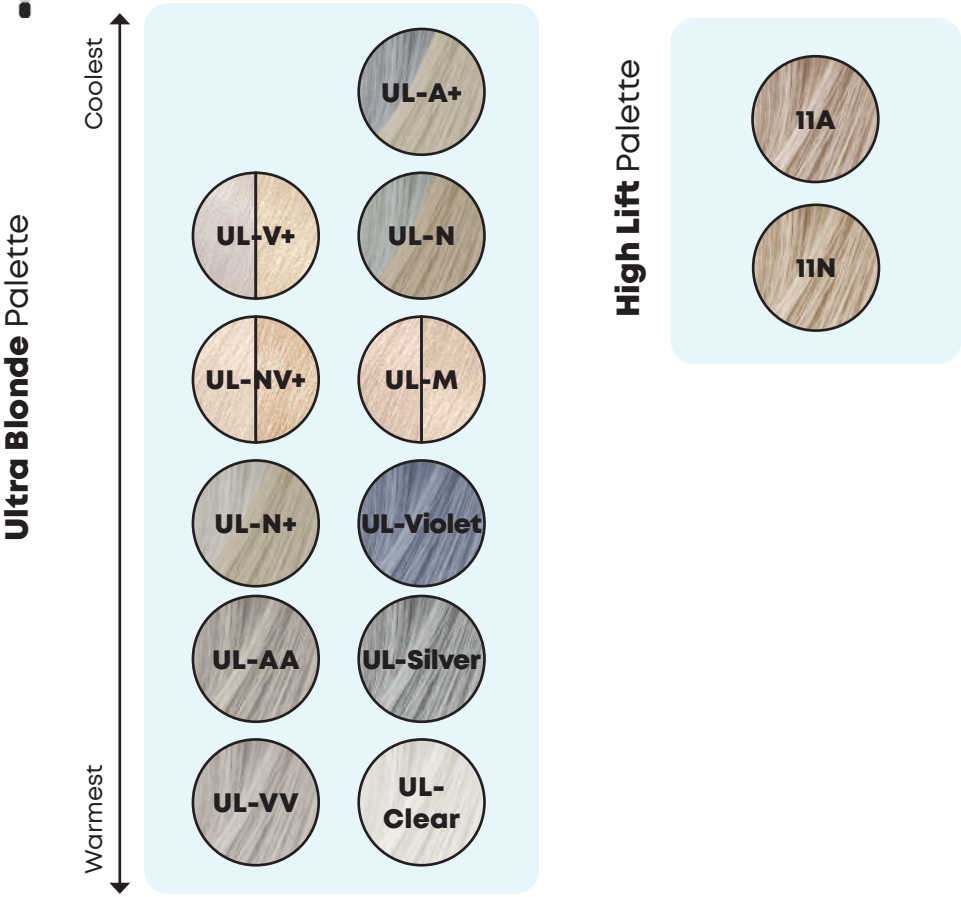 Ultra Blonde Palette
Coolest
Warmest
UL-A+
UL-V+
UL-N
UL-NV+
UL-M
UL-N+
UL-Violet
UL-AA
UL-Silver
UL-VV
UL-
Clear
High Lift Palette
11A
11N